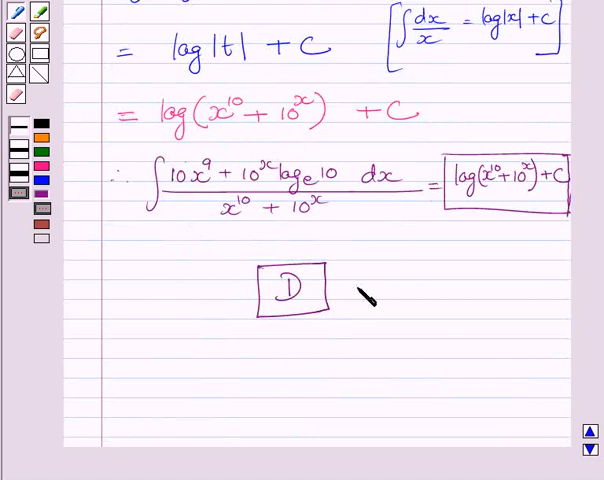 = log|t| + C [∫dx/x = log|x| + C]
= log(x¹⁰ + 10ˣ) + C
∴ ∫ (10x⁹ + 10ˣ logₑ10)/(x¹⁰ + 10ˣ) dx = log(x¹⁰ + 10ˣ) + C
D